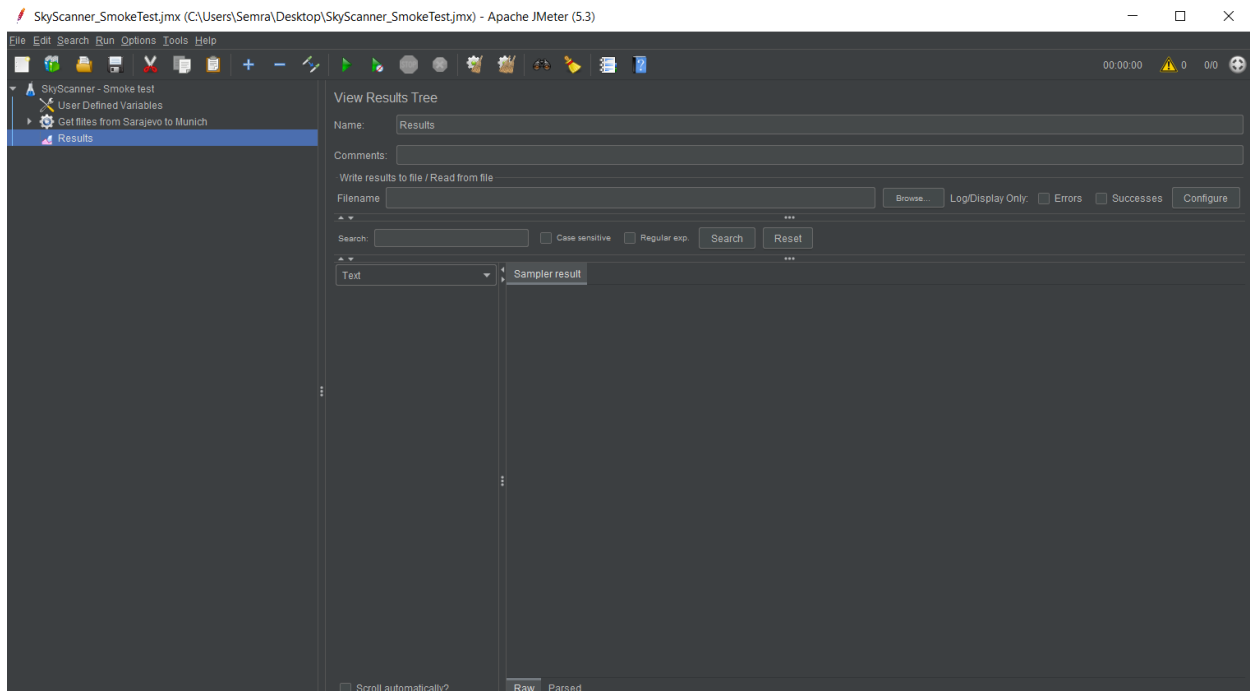 SkyScanner_SmokeTest.jmx (C:\Users\Semra\Desktop\SkyScanner_SmokeTest.jmx) - Apache JMeter (5.3)
File Edit Search Run Options Tools Help
00:00:00 0 0/0
SkyScanner - Smoke test
User Defined Variables
Get flites from Sarajevo to Munich
Results
View Results Tree
Name: Results
Comments:
Write results to file / Read from file
Filename Browse... Log/Display Only: Errors Successes Configure
Search: Case sensitive Regular exp. Search Reset
Text Sampler result
Scroll automatically? Raw Parsed